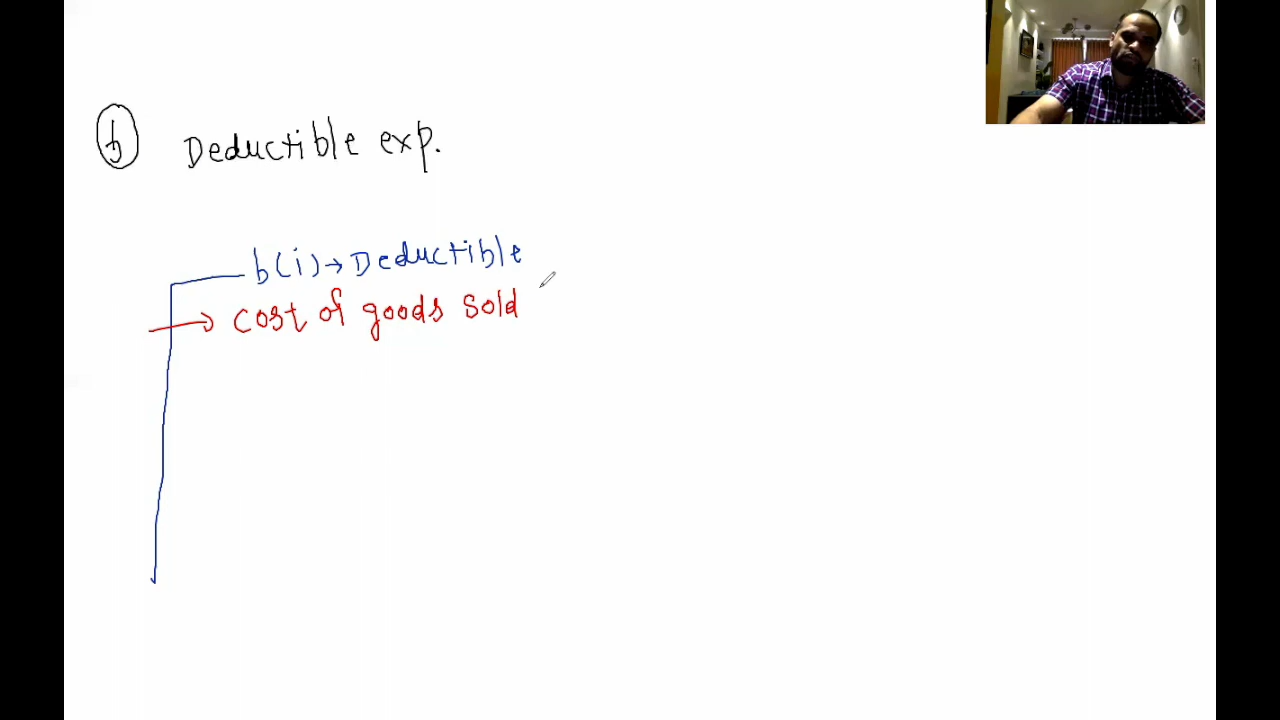 b Deductible exp.
b(i)→Deductible
→ cost of goods sold